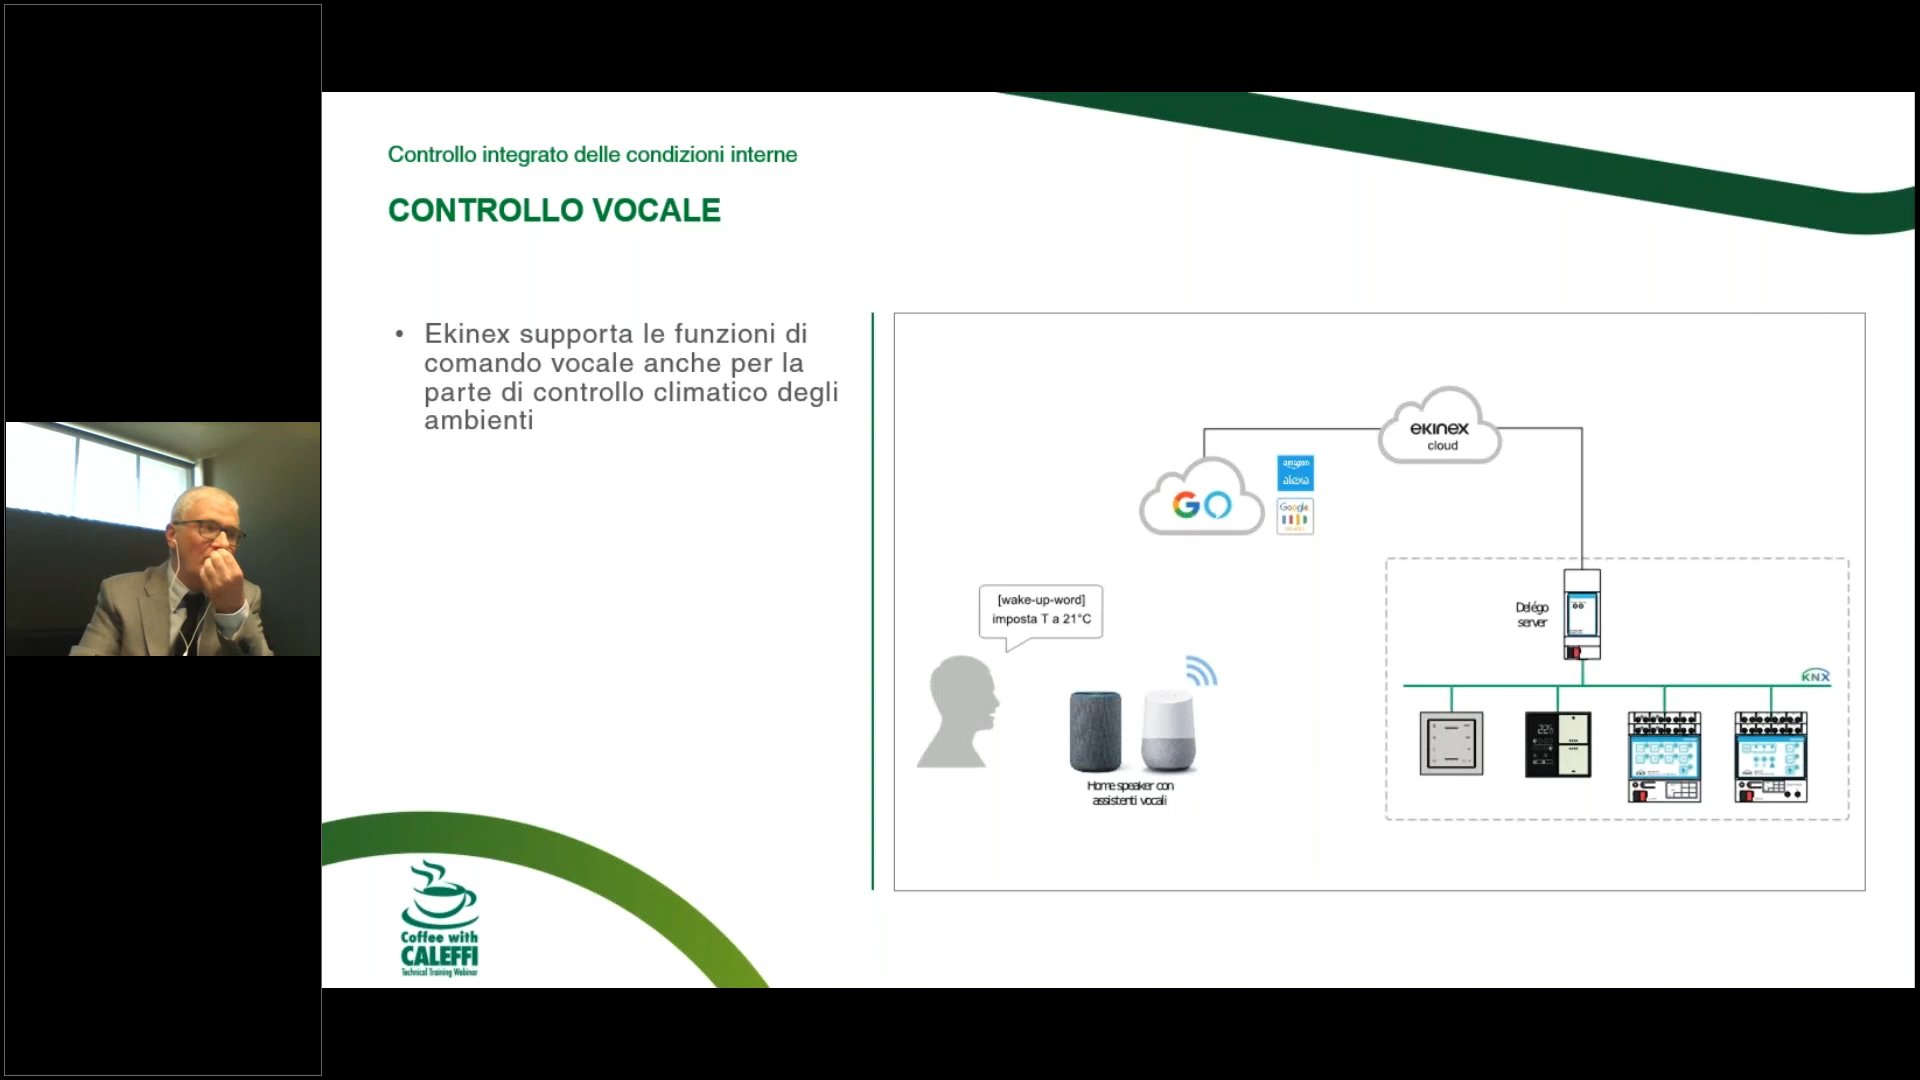 Controllo integrato delle condizioni interne
CONTROLLO VOCALE
• Ekinex supporta le funzioni di
comando vocale anche per la
parte di controllo climatico degli
ambienti
ekinex
cloud
GO
amazon
alexa
Google
[wake-up-word]
imposta T a 21°C
Delégo
server
KNX
Home speaker con
assistenti vocali
Coffee with
CALEFFI
Technical Training Webinar